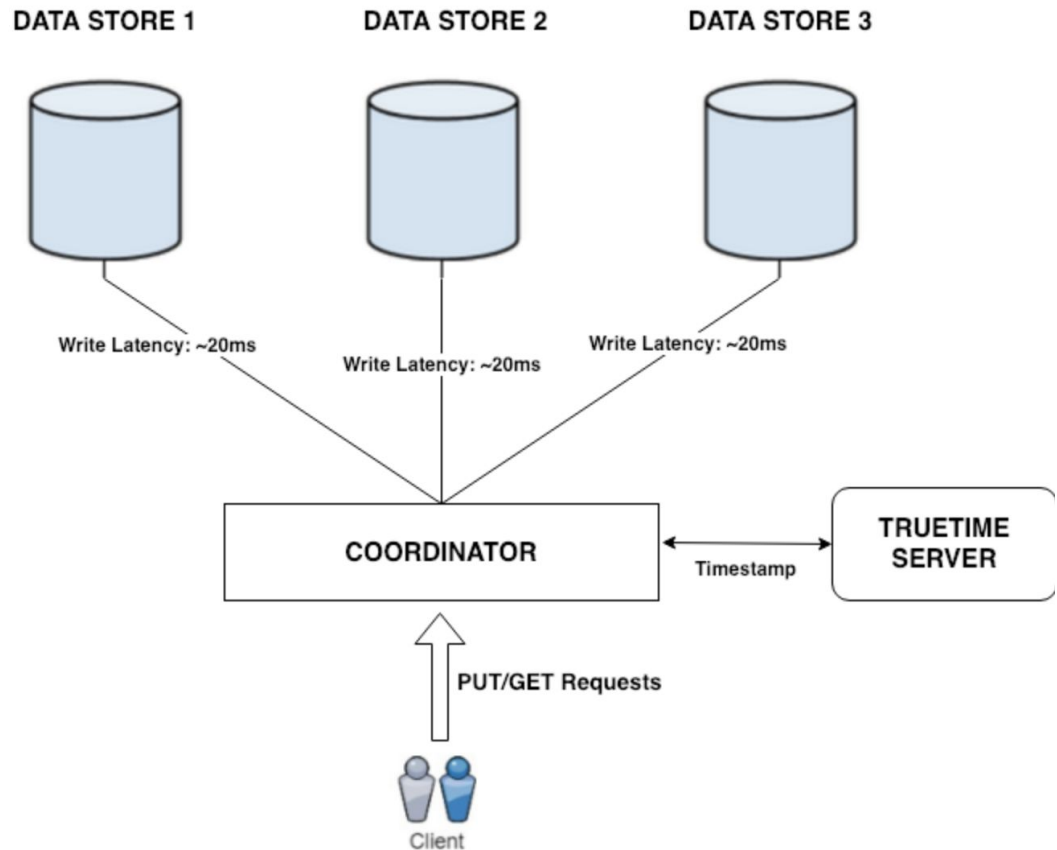 DATA STORE 1
DATA STORE 2
DATA STORE 3
Write Latency: ~20ms
Write Latency: ~20ms
Write Latency: ~20ms
COORDINATOR
Timestamp
TRUETIME
SERVER
PUT/GET Requests
Client